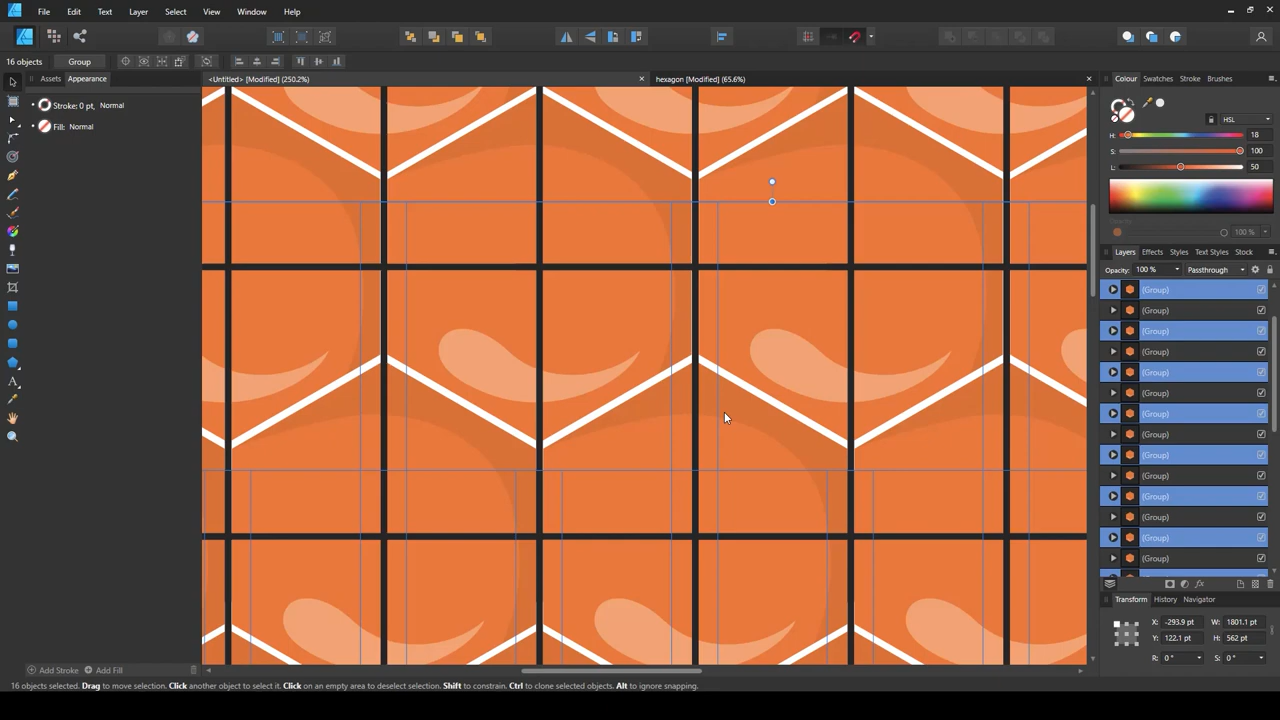 File Edit Text Layer Select View Window Help
16 objects Group
Assets Appearance
<Untitled> [Modified] (250.2%)
hexagon [Modified] (65.6%)
Stroke: 0 pt, Normal
Fill: Normal
Colour Swatches Stroke Brushes
HSL
H: 18
S: 100
L: 50
Opacity
100 %
Layers Effects Styles Text Styles Stock
Opacity: 100 % Passthrough
(Group)
(Group)
(Group)
(Group)
(Group)
(Group)
(Group)
(Group)
(Group)
(Group)
(Group)
(Group)
(Group)
(Group)
Transform History Navigator
X: -293.9 pt W: 1801.1 pt
Y: 122.1 pt H: 562 pt
R: 0 ° S: 0 °
Add Stroke Add Fill
16 objects selected. Drag to move selection. Click another object to select it. Click on an empty area to deselect selection. Shift to constrain. Ctrl to clone selected objects. Alt to ignore snapping.